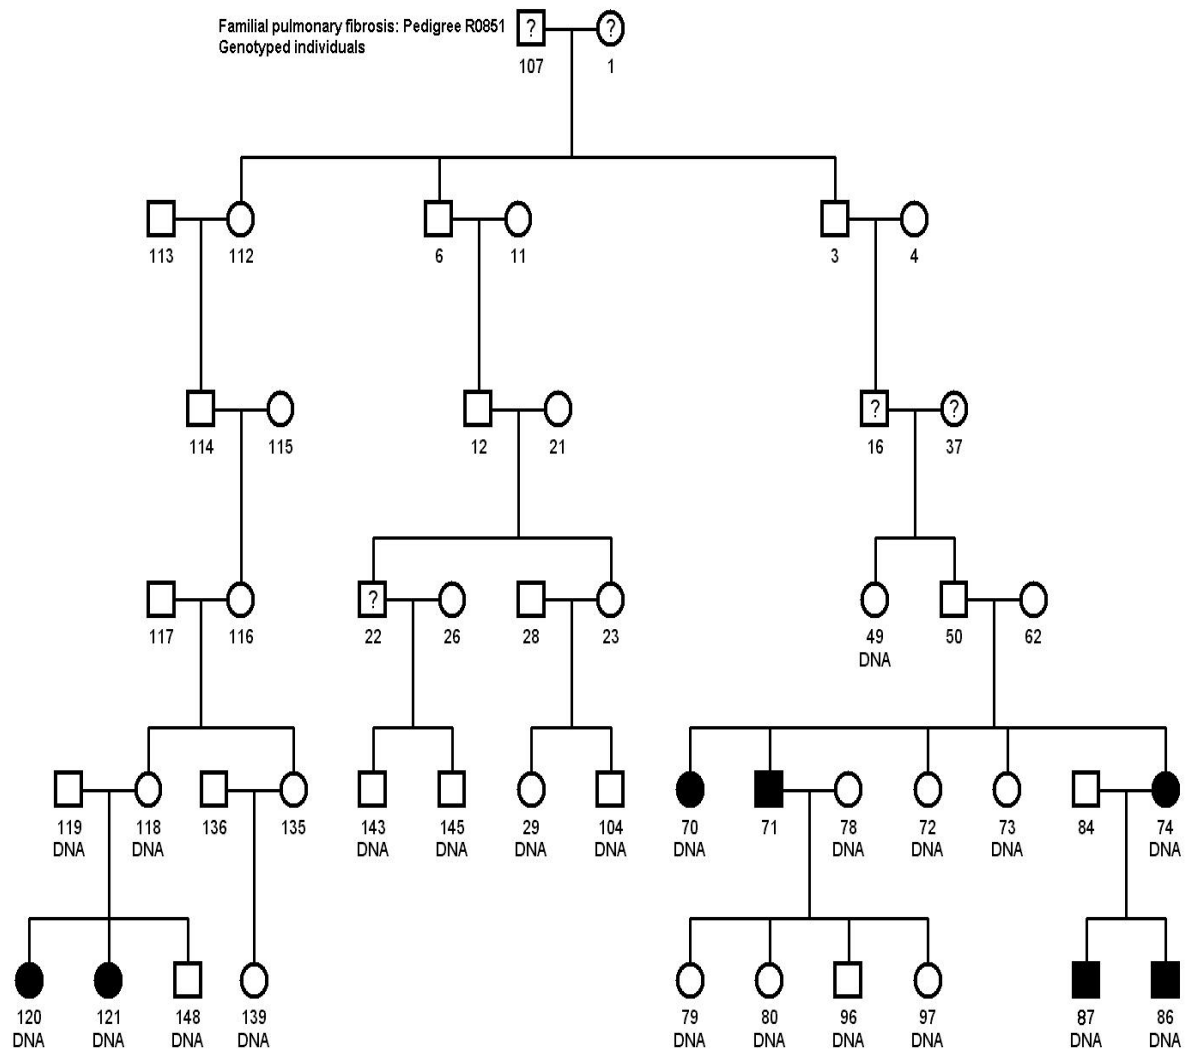 Familial pulmonary fibrosis: Pedigree R0851
Genotyped individuals
? ?
107 1
113 112 6 11 3 4
? ?
114 115 12 21 16 37
?
117 116 22 26 28 23 49 50 62
DNA
119 118 136 135 143 145 29 104 70 71 78 72 73 84 74
DNA DNA DNA DNA DNA DNA DNA DNA DNA DNA DNA
120 121 148 139 79 80 96 97 87 86
DNA DNA DNA DNA DNA DNA DNA DNA DNA DNA